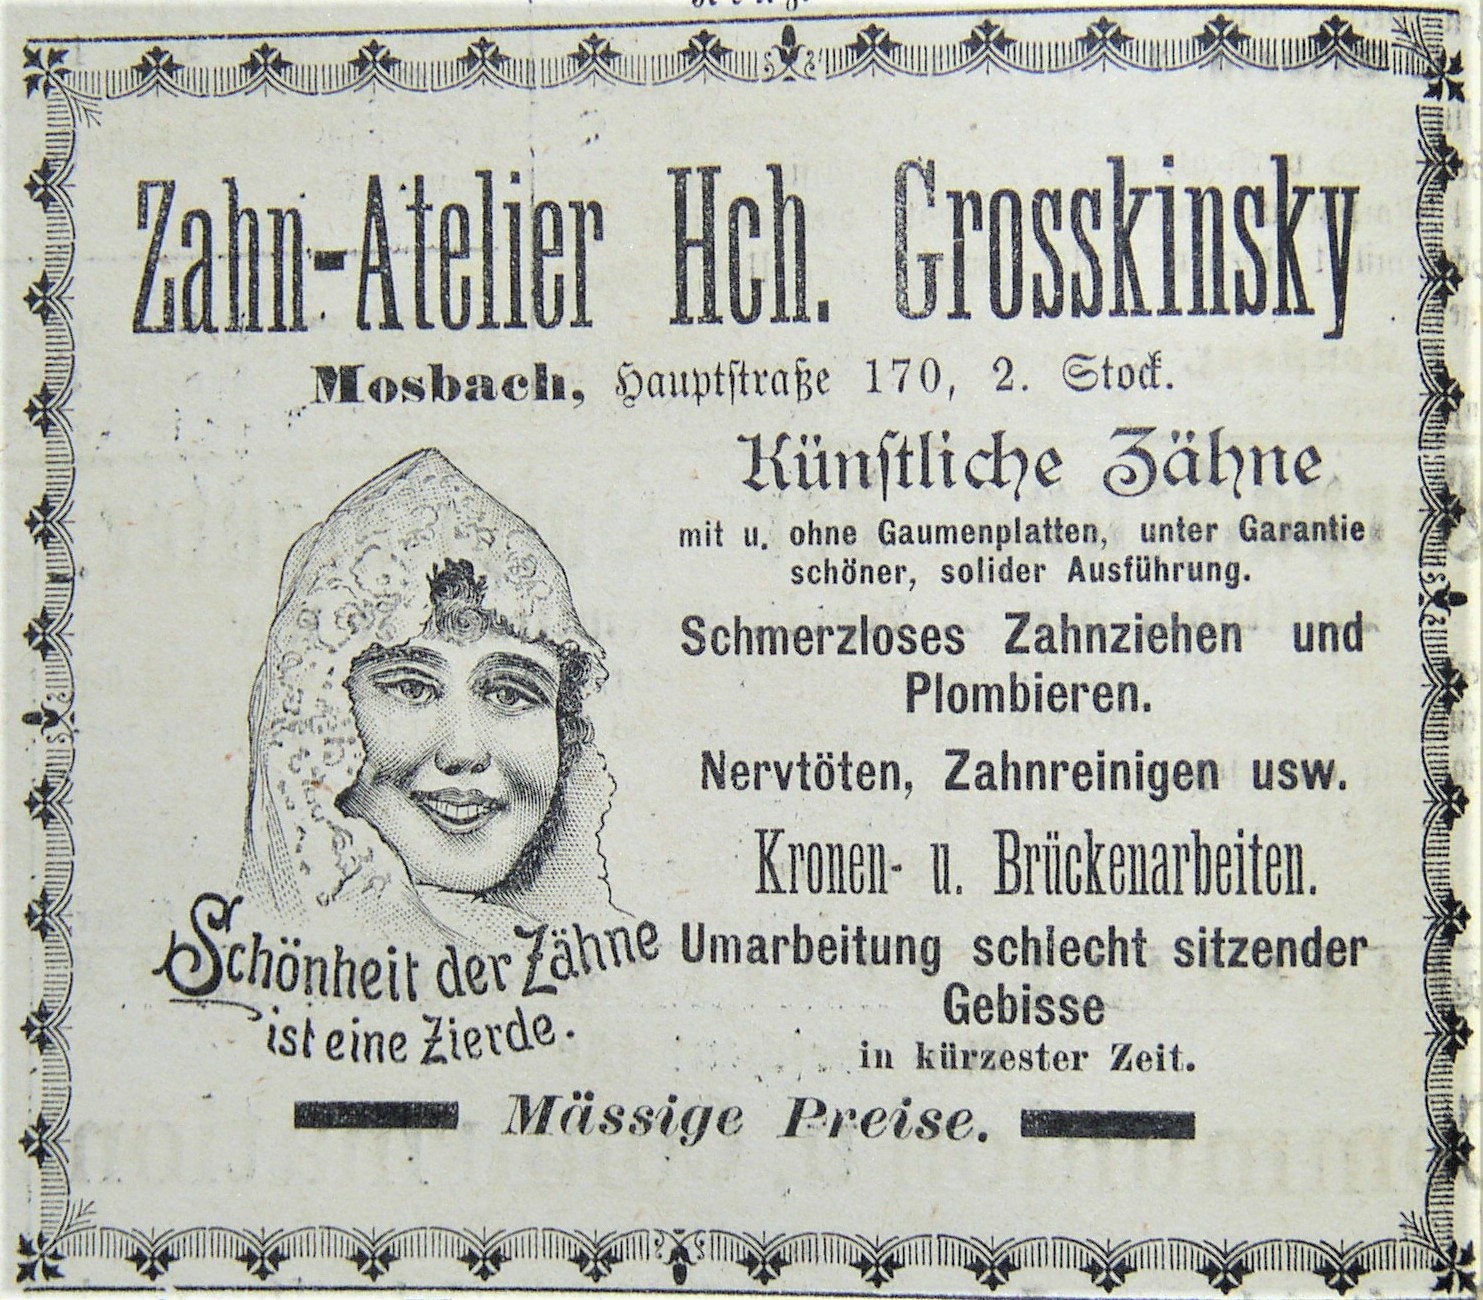 Zahn-Atelier Hch. Grosskinsky
Mosbach, Hauptstraße 170, 2. Stock.
Künstliche Zähne
mit u. ohne Gaumenplatten, unter Garantie
schöner, solider Ausführung.
Schmerzloses Zahnziehen und
Plombieren.
Nervtöten, Zahnreinigen usw.
Kronen- u. Brückenarbeiten.
Umarbeitung schlecht sitzender
Gebisse
in kürzester Zeit.
Schönheit der Zähne
ist eine Zierde.
Mässige Preise.